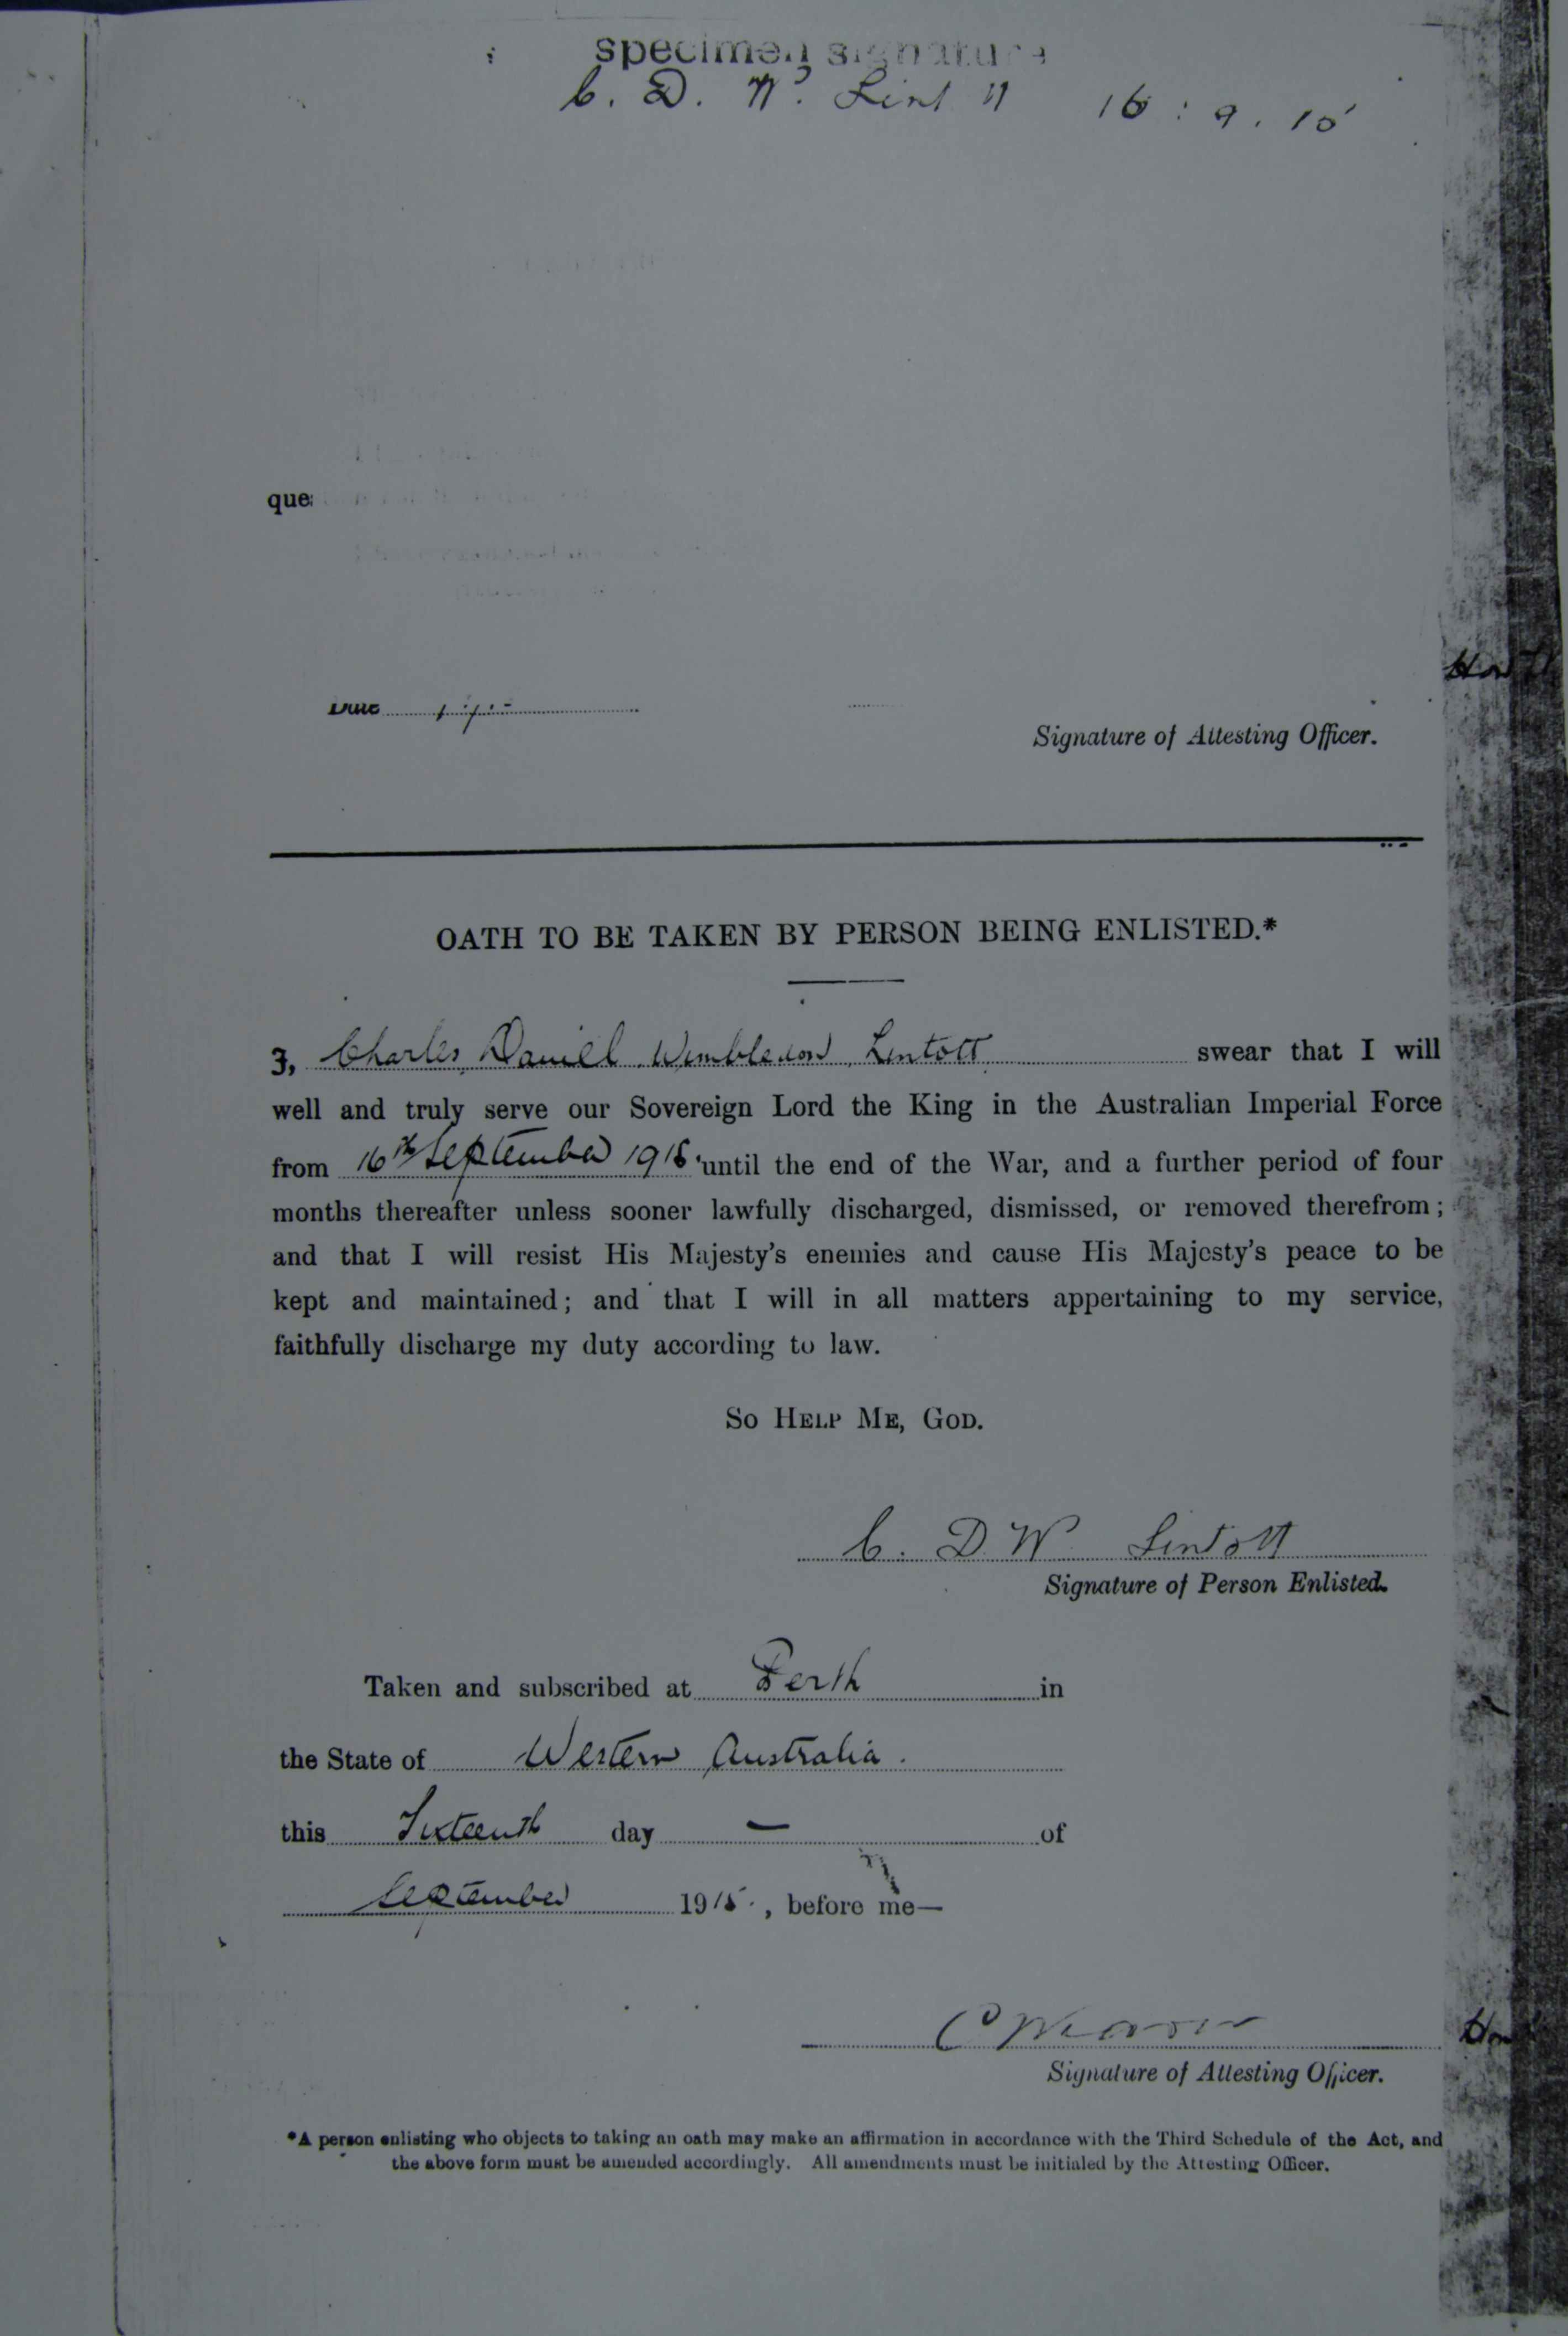 specimen signature
C. D. W. Lintott 16 : 9 . 15
que
Date
Signature of Attesting Officer.
OATH TO BE TAKEN BY PERSON BEING ENLISTED.*
I, Charles Daniel Wimbledon Lintott swear that I will
well and truly serve our Sovereign Lord the King in the Australian Imperial Force
from 16th September 1915 until the end of the War, and a further period of four
months thereafter unless sooner lawfully discharged, dismissed, or removed therefrom ;
and that I will resist His Majesty's enemies and cause His Majesty's peace to be
kept and maintained ; and that I will in all matters appertaining to my service,
faithfully discharge my duty according to law.
SO HELP ME, GOD.
C. D. W. Lintott
Signature of Person Enlisted.
Taken and subscribed at Perth in
the State of Western Australia .
this Sixteenth day — of
September 1915 , before me—
Signature of Attesting Officer.
*A person enlisting who objects to taking an oath may make an affirmation in accordance with the Third Schedule of the Act, and
the above form must be amended accordingly. All amendments must be initialed by the Attesting Officer.